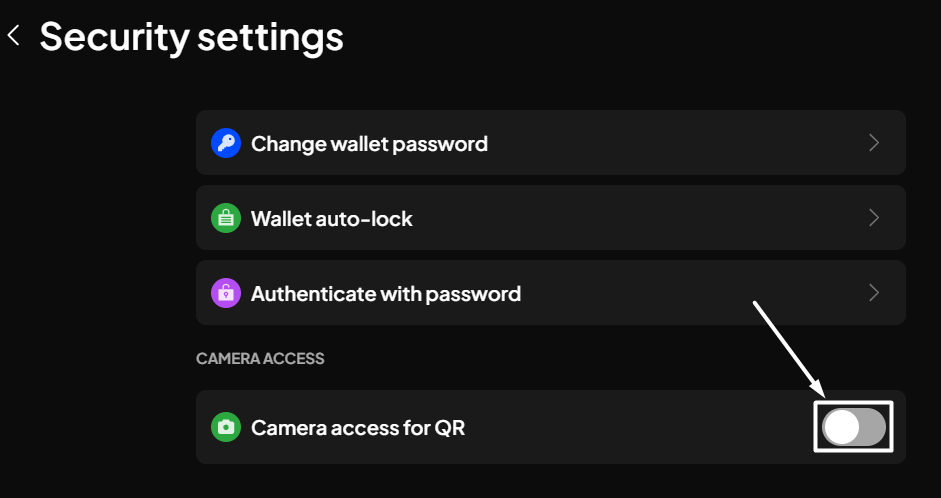 Security settings
Change wallet password
Wallet auto-lock
Authenticate with password
CAMERA ACCESS
Camera access for QR